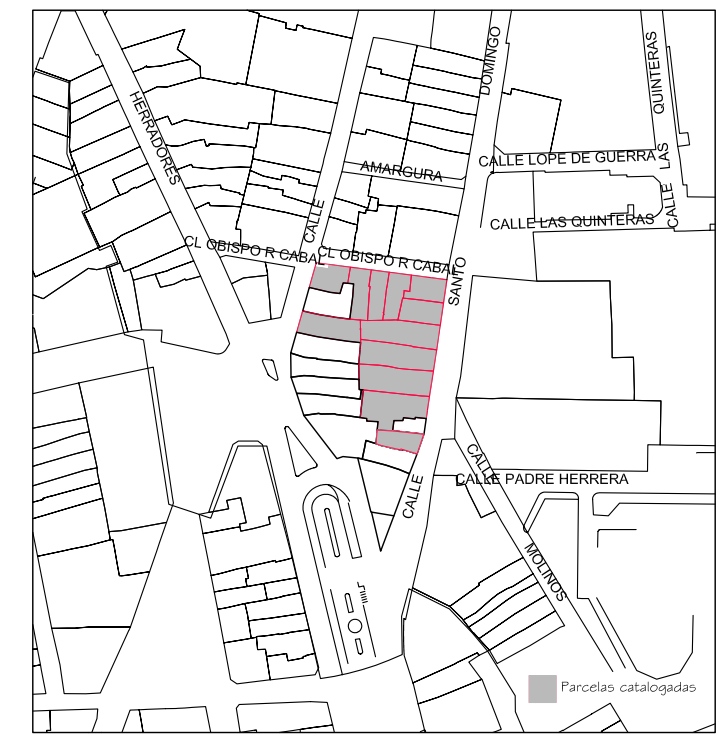 DOMINGO
QUINTERAS
HERRADORES
CALLE LOPE DE GUERRA
LAS
AMARGURA
CALLE
CALLE
CALLE LAS QUINTERAS
CL OBISPO R CABAL
CL OBISPO R CABAL
SANTO
CALLE
CALLE PADRE HERRERA
CALLE
MOLINOS
Parcelas catalogadas